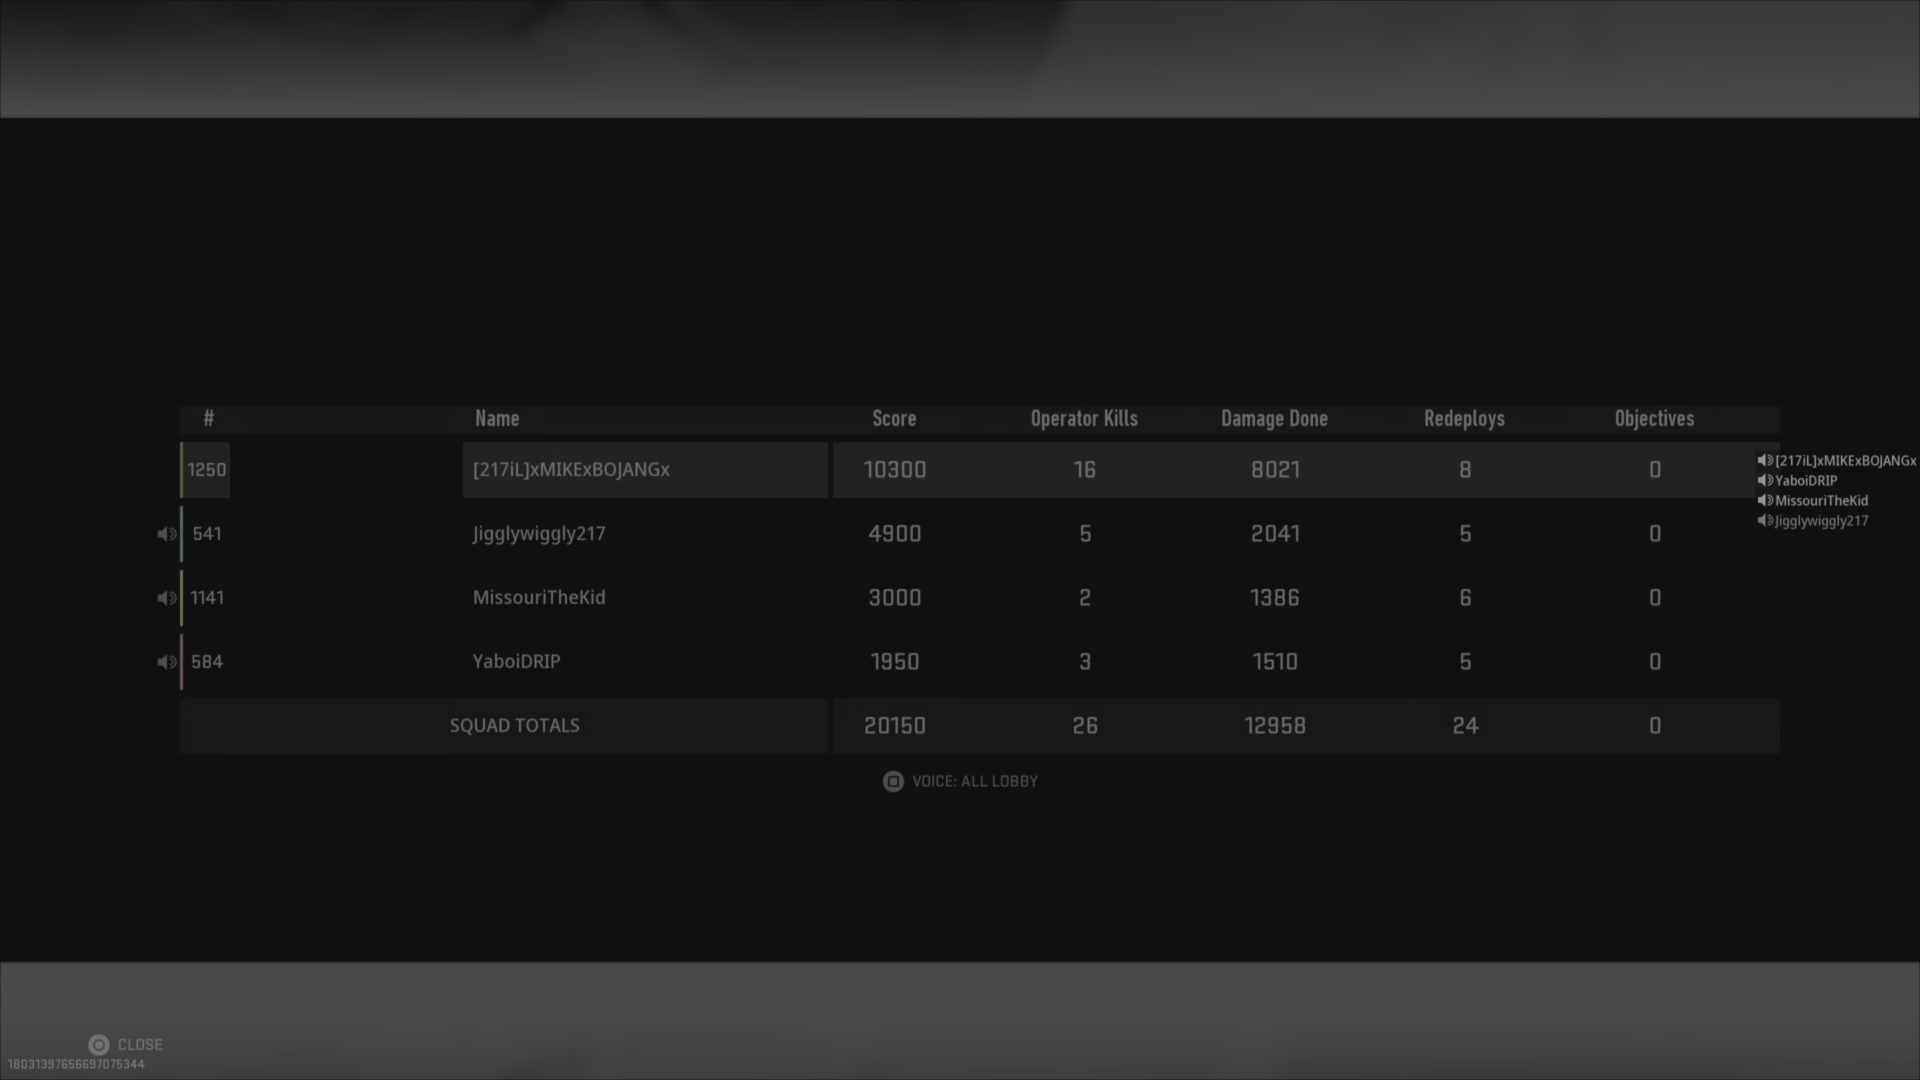 # Name Score Operator Kills Damage Done Redeploys Objectives
1250 [217iL]xMIKExBOJANGx 10300 16 8021 8 0
541 Jigglywiggly217 4900 5 2041 5 0
1141 MissouriTheKid 3000 2 1386 6 0
584 YaboiDRIP 1950 3 1510 5 0
SQUAD TOTALS 20150 26 12958 24 0
VOICE: ALL LOBBY
[217iL]xMIKExBOJANGx
YaboiDRIP
MissouriTheKid
Jigglywiggly217
CLOSE
18031397656697075344